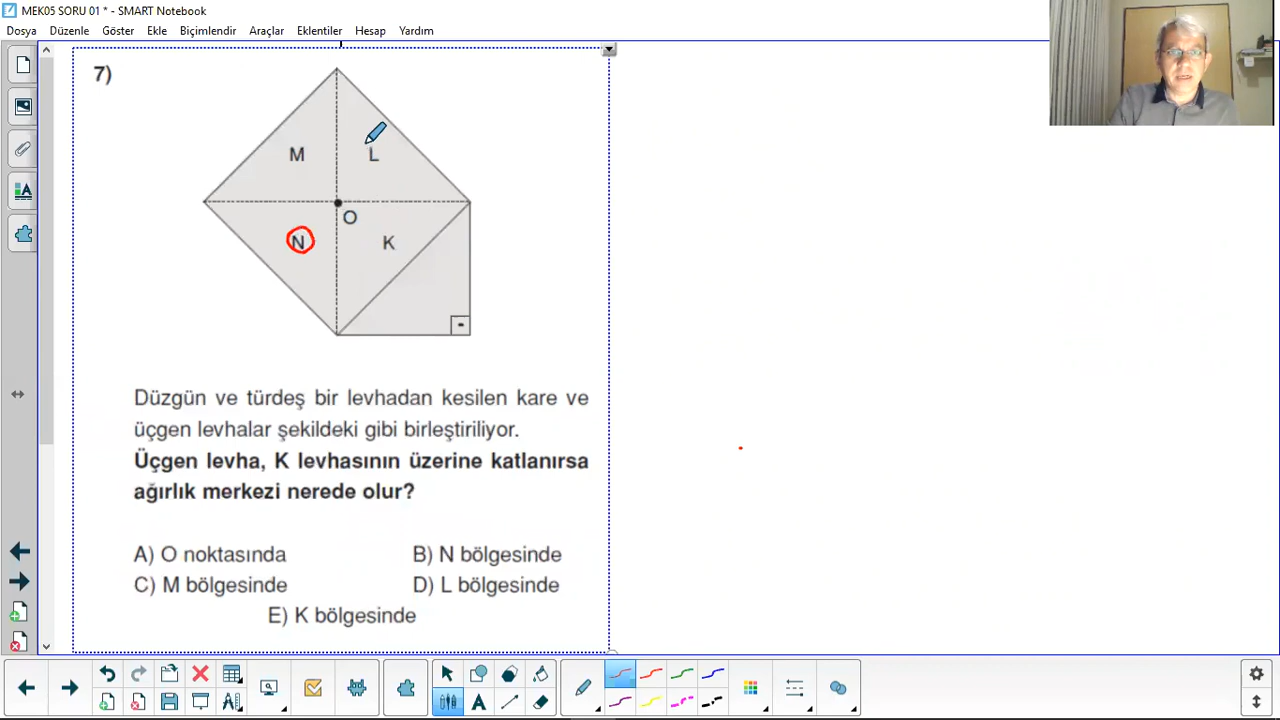 MEK05 SORU 01 * - SMART Notebook
Dosya Düzenle Göster Ekle Biçimlendir Araçlar Eklentiler Hesap Yardım
7)
M
L
O
N
K
Düzgün ve türdeş bir levhadan kesilen kare ve
üçgen levhalar şekildeki gibi birleştiriliyor.
Üçgen levha, K levhasının üzerine katlanırsa
ağırlık merkezi nerede olur?
A) O noktasında B) N bölgesinde
C) M bölgesinde D) L bölgesinde
E) K bölgesinde